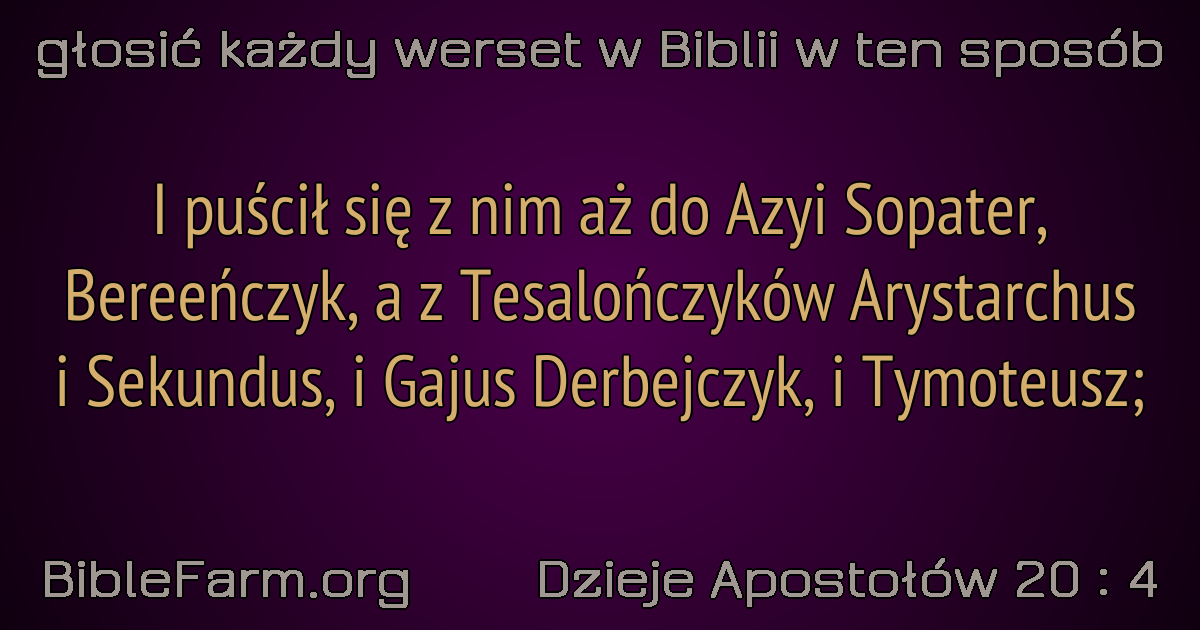 głosić każdy werset w Biblii w ten sposób
I puścił się z nim aż do Azyi Sopater,
Bereeńczyk, a z Tesalończyków Arystarchus
i Sekundus, i Gajus Derbejczyk, i Tymoteusz;
BibleFarm.org
Dzieje Apostołów 20 : 4